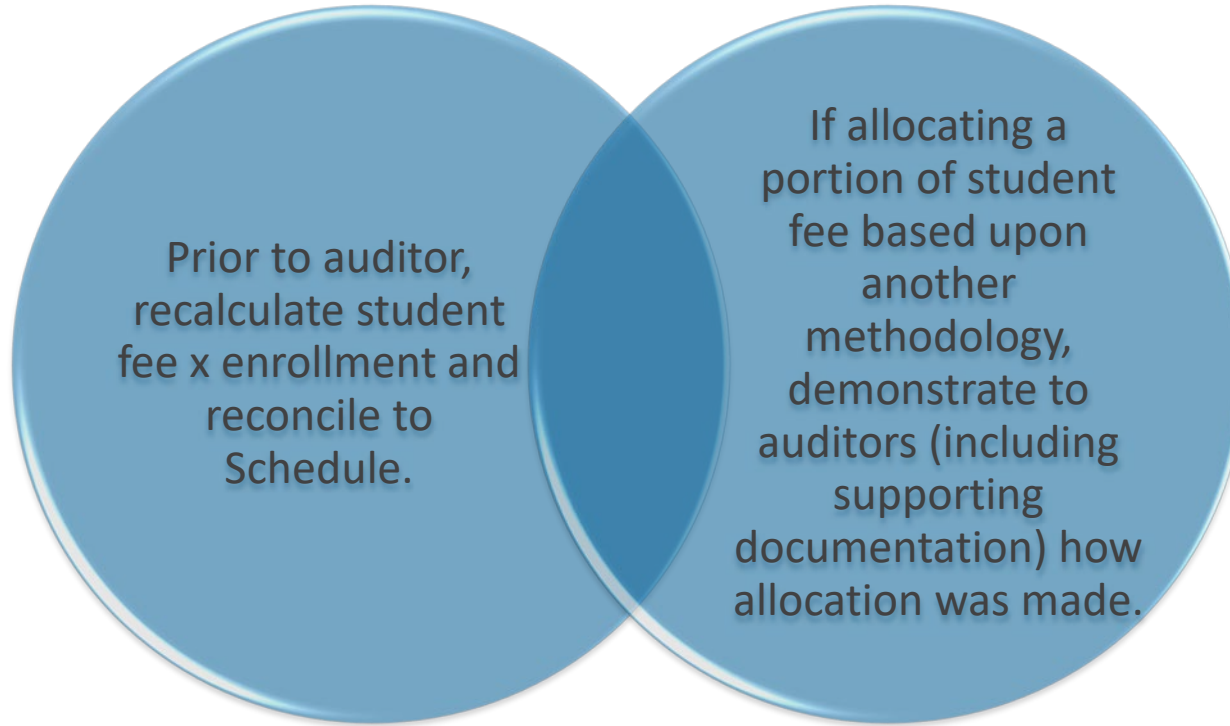 Prior to auditor,
recalculate student
fee x enrollment and
reconcile to
Schedule.
If allocating a
portion of student
fee based upon
another
methodology,
demonstrate to
auditors (including
supporting
documentation) how
allocation was made.